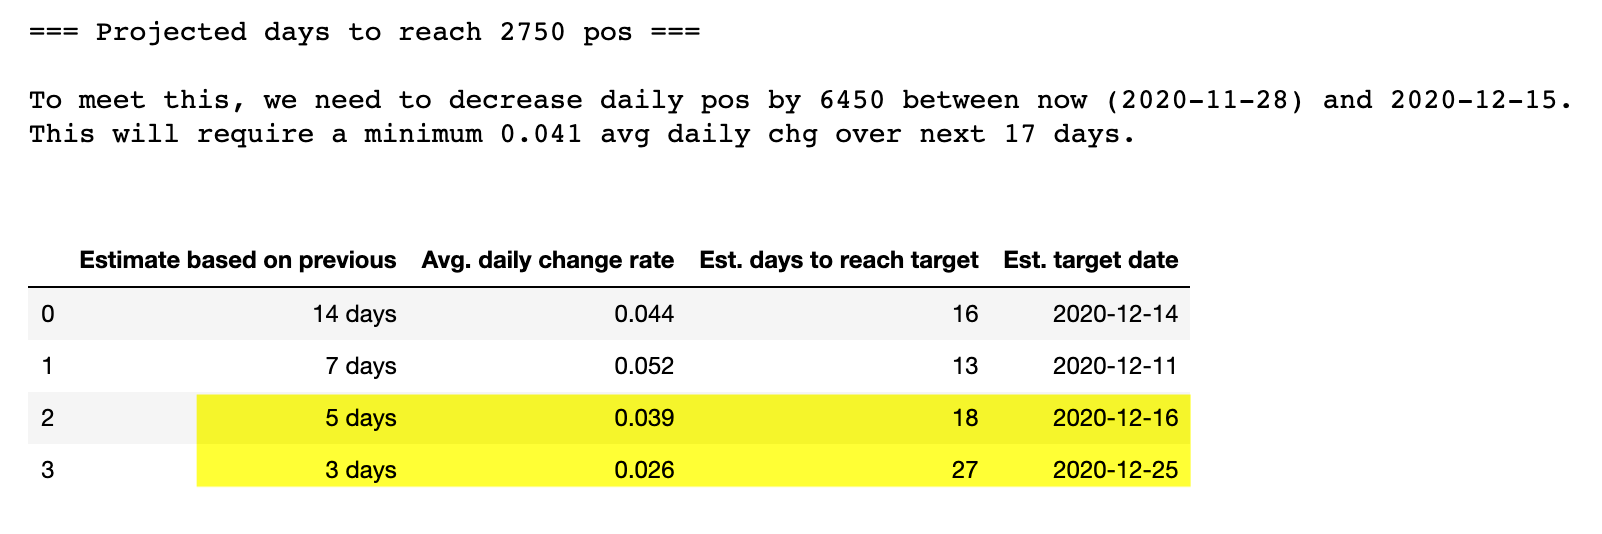 === Projected days to reach 2750 pos ===
To meet this, we need to decrease daily pos by 6450 between now (2020-11-28) and 2020-12-15.
This will require a minimum 0.041 avg daily chg over next 17 days.
Estimate based on previous Avg. daily change rate Est. days to reach target Est. target date
0 14 days 0.044 16 2020-12-14
1 7 days 0.052 13 2020-12-11
2 5 days 0.039 18 2020-12-16
3 3 days 0.026 27 2020-12-25